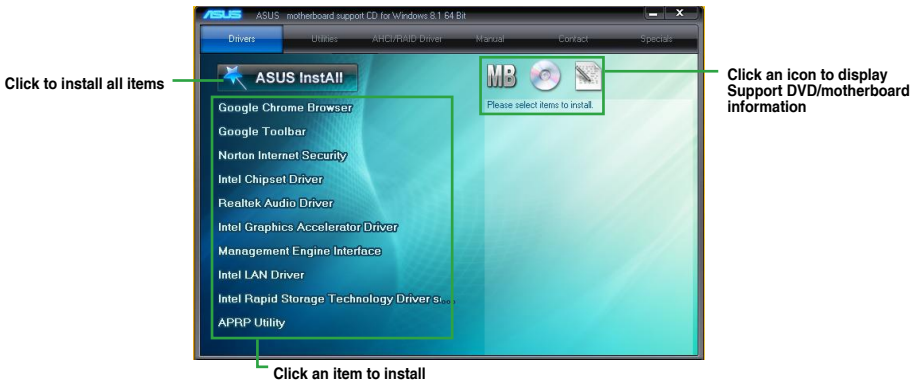 ASUS ASUS motherboard support CD for Windows 8.1 64 Bit
Drivers Utilities AHCI/RAID Driver Manual Contact Specials
Click to install all items
ASUS InstAll
MB
Please select items to install.
Click an icon to display
Support DVD/motherboard
information
Google Chrome Browser
Google Toolbar
Norton Internet Security
Intel Chipset Driver
Realtek Audio Driver
Intel Graphics Accelerator Driver
Management Engine Interface
Intel LAN Driver
Intel Rapid Storage Technology Driver s....
APRP Utility
Click an item to install